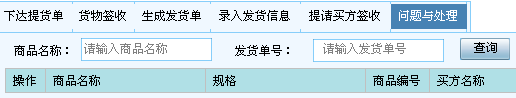 下达提货单 货物签收 生成发货单 录入发货信息 提请买方签收 问题与处理
商品名称： 请输入商品名称 发货单号： 请输入发货单号 查询
操作 商品名称 规格 商品编号 买方名称